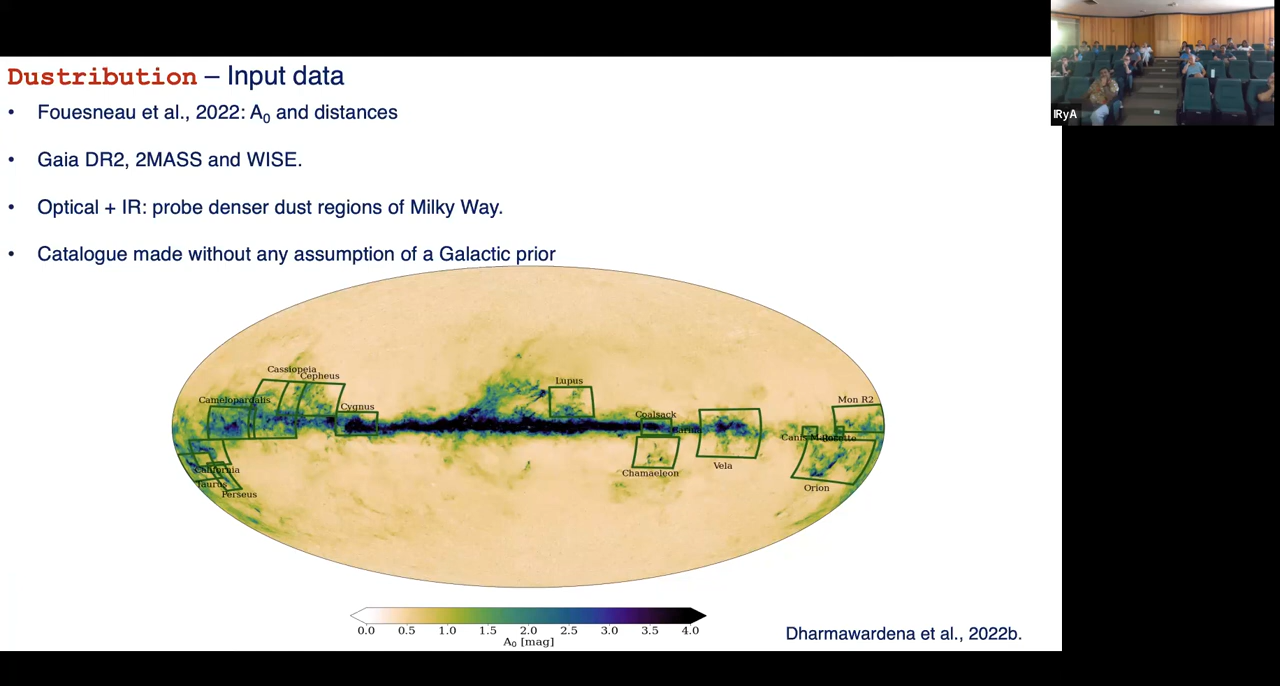 Dustribution – Input data
• Fouesneau et al., 2022: A₀ and distances
• Gaia DR2, 2MASS and WISE.
• Optical + IR: probe denser dust regions of Milky Way.
• Catalogue made without any assumption of a Galactic prior
IRyA
Cassiopeia
Cepheus
Camelopardalis
Cygnus
Lupus
Coalsack
Carina
Mon R2
Rosette
California
Taurus
Perseus
Chamaeleon
Vela
Orion
0.0 0.5 1.0 1.5 2.0 2.5 3.0 3.5 4.0
A₀ [mag]
Dharmawardena et al., 2022b.